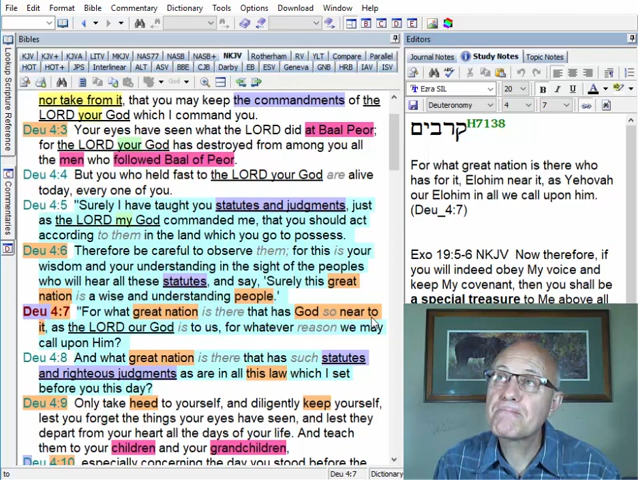 File Edit View Bibles Commentary Dictionary Tools Options Window Help
Bibles
KJV KJV+ KJVA LITV MKJV NAS77 NASB NASB+ NKJV Rotherham RV YLT Compare Parallel
HOT HOT+ JPS Interlinear ALT ABP CJB Darby EB ESV Geneva GNB HRB IAV ISV
nor take from it, that you may keep the commandments of the
LORD your God which I command you.
Deu 4:3 Your eyes have seen what the LORD did at Baal Peor;
for the LORD your God has destroyed from among you all
the men who followed Baal of Peor.
Deu 4:4 But you who held fast to the LORD your God are alive
today, every one of you.
Deu 4:5 "Surely I have taught you statutes and judgments, just
as the LORD my God commanded me, that you should act
according to them in the land which you go to possess.
Deu 4:6 Therefore be careful to observe them; for this is your
wisdom and your understanding in the sight of the peoples
who will hear all these statutes, and say, 'Surely this great
nation is a wise and understanding people.'
Deu 4:7 "For what great nation is there that has God so near to
it, as the LORD our God is to us, for whatever reason we may
call upon Him?
Deu 4:8 And what great nation is there that has such statutes
and righteous judgments as are in all this law which I set
before you this day?
Deu 4:9 Only take heed to yourself, and diligently keep yourself,
lest you forget the things your eyes have seen, and lest they
depart from your heart all the days of your life. And teach
them to your children and your grandchildren,
Deu 4:10 especially concerning the day you stood before the
to
Deu 4:7
Dictionary
Lookup Scripture Reference
Commentaries
Editors
Journal Notes Study Notes Topic Notes
Ezra SIL 20 B I U A
Deuteronomy 4 7
קרבים H7138
For what great nation is there who
has for it, Elohim near it, as Yehovah
our Elohim in all we call upon him.
(Deu_4:7)
Exo 19:5-6 NKJV Now therefore, if
you will indeed obey My voice and
keep My covenant, then you shall be
a special treasure to Me above all